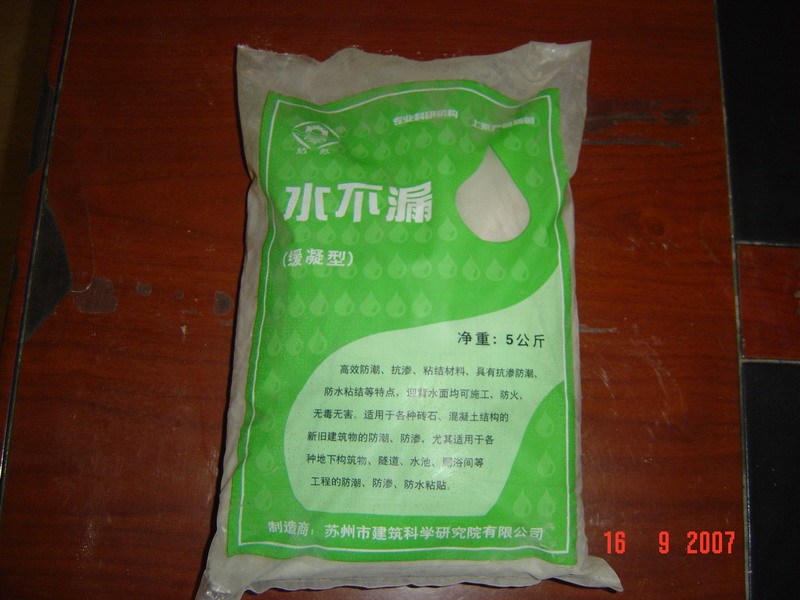 专业科研机构
水不漏
(缓凝型)
净重：5公斤
高效防潮、抗渗、粘结材料、具有抗渗防潮、
防水粘结等特点，迎背水面均可施工、防火、
无毒无害。适用于各种砖石、混凝土结构的
新旧建筑物的防潮、防渗，尤其适用于各
种地下构筑物、隧道、水池、厕浴间等
工程的防潮、防渗、防水粘贴。
制造商：苏州市建筑科学研究院有限公司
16 9 2007